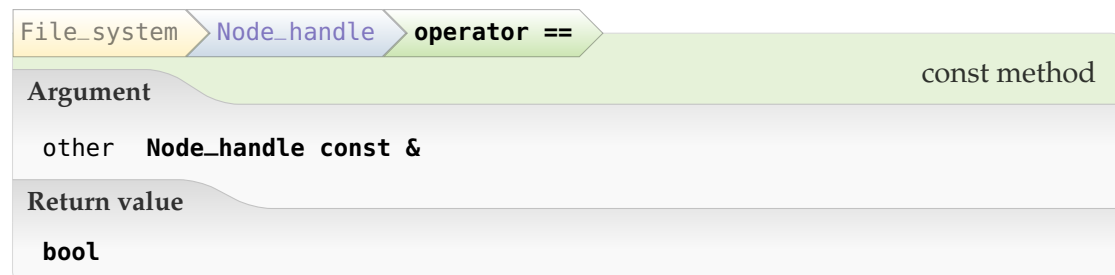 File_system Node_handle operator ==
const method
Argument
other Node_handle const &
Return value
bool